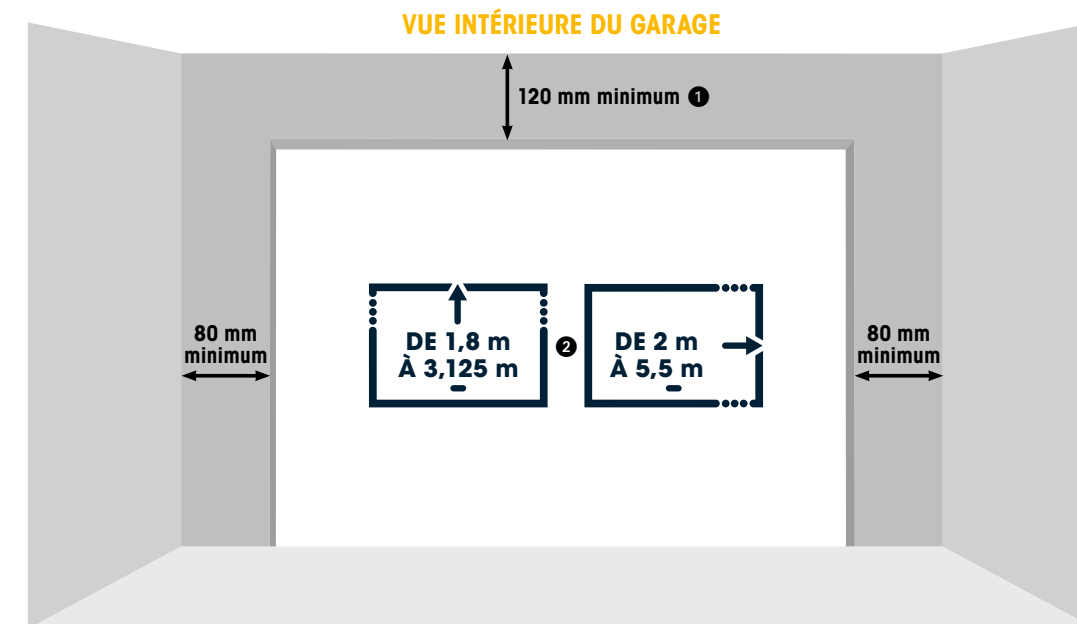 VUE INTÉRIEURE DU GARAGE
120 mm minimum ❶
80 mm
minimum
DE 1,8 m
À 3,125 m
❷
DE 2 m
À 5,5 m
80 mm
minimum